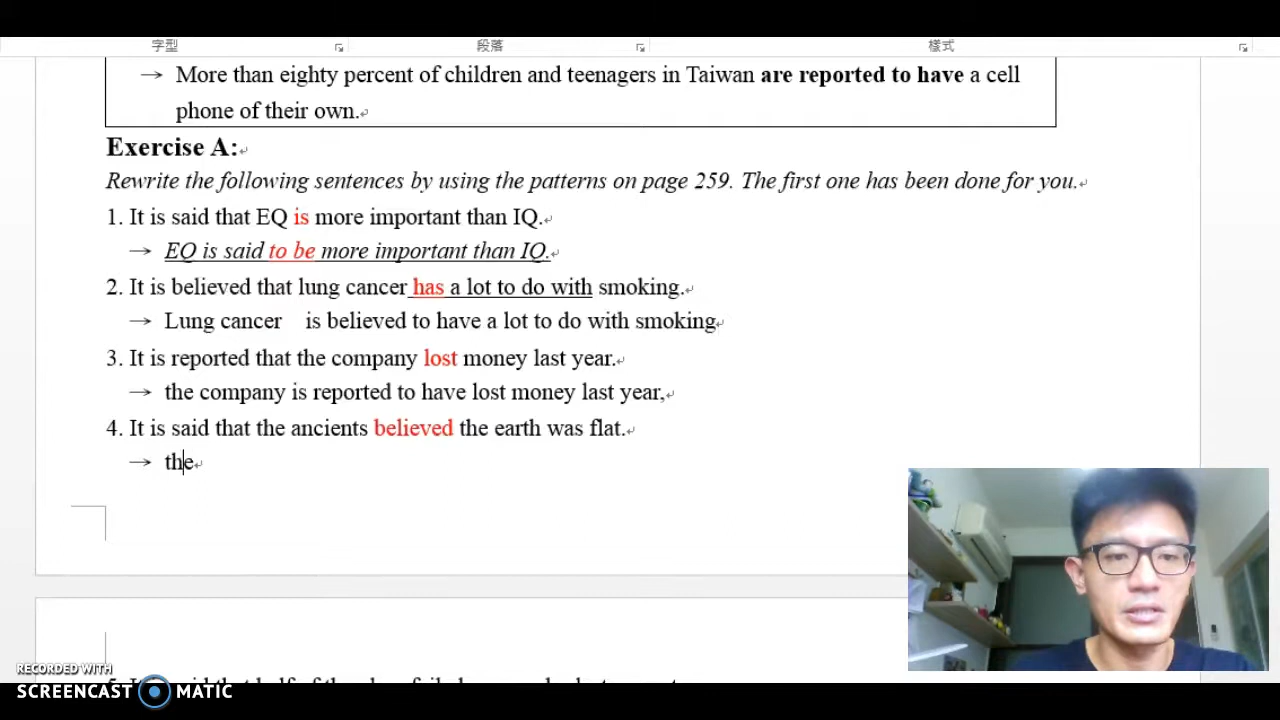 字型 段落 樣式
→ More than eighty percent of children and teenagers in Taiwan are reported to have a cell
phone of their own.
Exercise A:
Rewrite the following sentences by using the patterns on page 259. The first one has been done for you.
1. It is said that EQ is more important than IQ.
→ EQ is said to be more important than IQ.
2. It is believed that lung cancer has a lot to do with smoking.
→ Lung cancer is believed to have a lot to do with smoking
3. It is reported that the company lost money last year.
→ the company is reported to have lost money last year,
4. It is said that the ancients believed the earth was flat.
→ the
RECORDED WITH
SCREENCAST MATIC